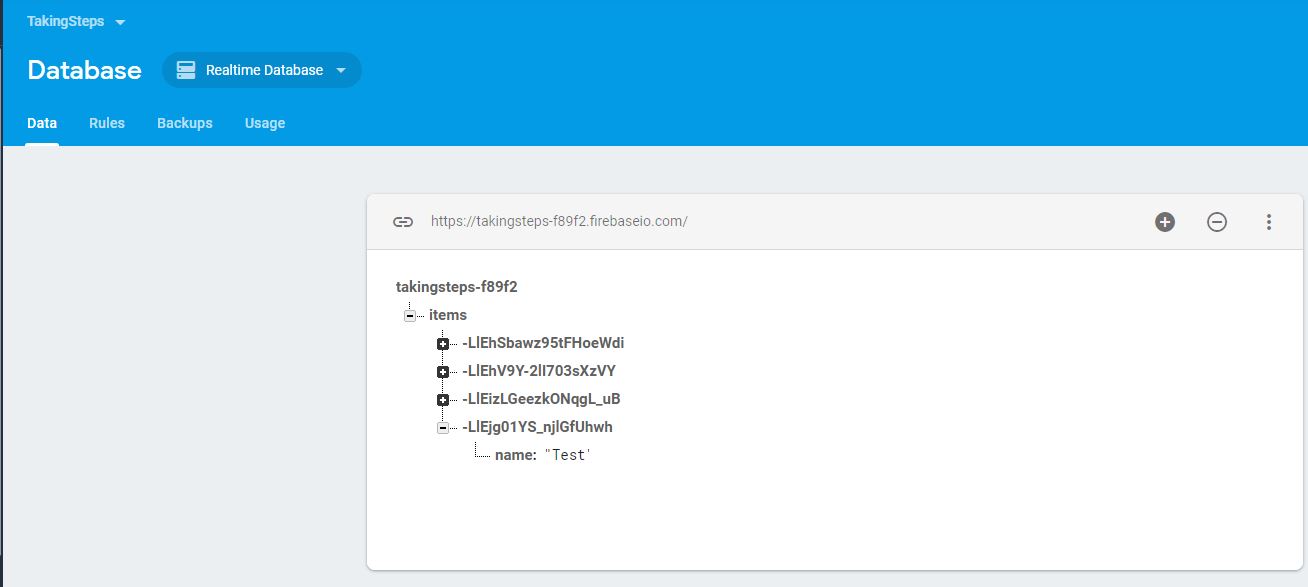 TakingSteps
Database
Realtime Database
Data Rules Backups Usage
https://takingsteps-f89f2.firebaseio.com/
takingsteps-f89f2
items
-LlEhSbawz95tFHoeWdi
-LlEhV9Y-2lI703sXzVY
-LlEizLGeezkONqgL_uB
-LlEjg01YS_njlGfUhwh
name: "Test'